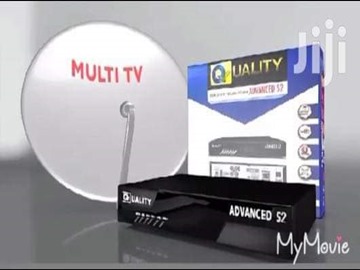 Jiji
MULTI TV
QUALITY
ADVANCED S2
QUALITY
ADVANCED S2
MyMovie